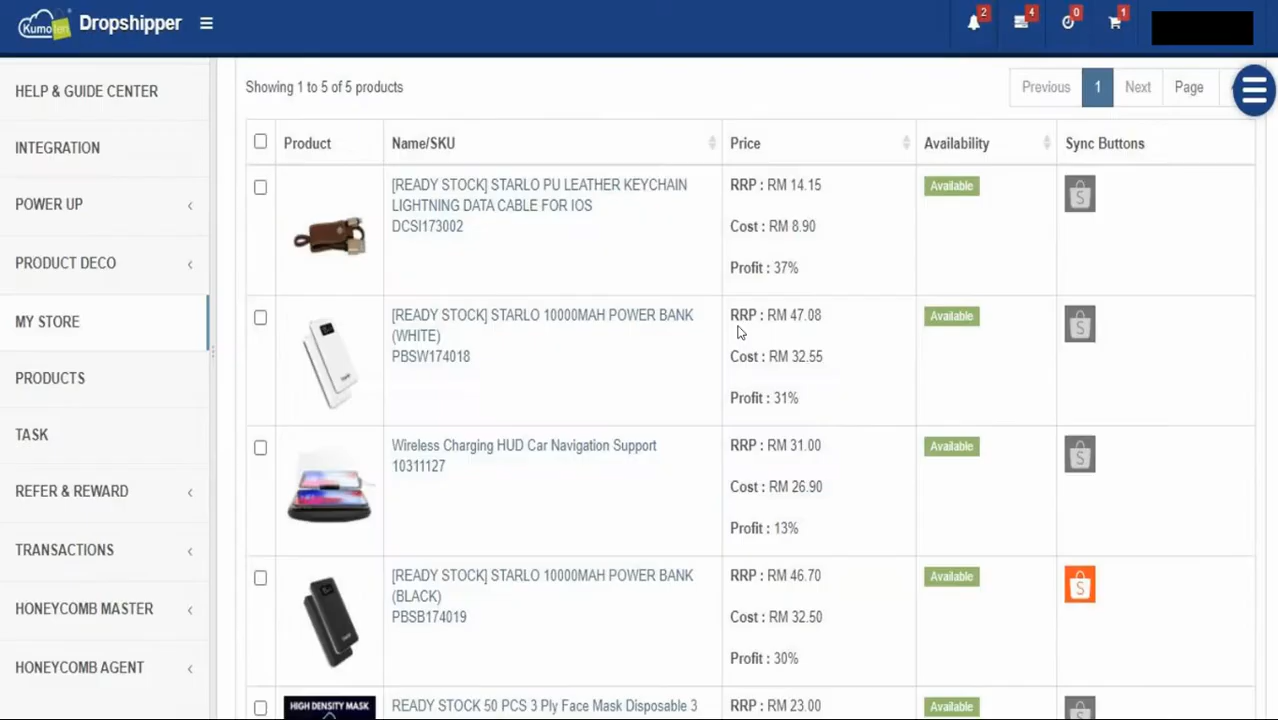 Kumoten Dropshipper
2 4 0 1
HELP & GUIDE CENTER
INTEGRATION
POWER UP
PRODUCT DECO
MY STORE
PRODUCTS
TASK
REFER & REWARD
TRANSACTIONS
HONEYCOMB MASTER
HONEYCOMB AGENT
Showing 1 to 5 of 5 products
Previous 1 Next Page
Product Name/SKU Price Availability Sync Buttons
[READY STOCK] STARLO PU LEATHER KEYCHAIN
LIGHTNING DATA CABLE FOR IOS
DCSI173002
RRP : RM 14.15
Cost : RM 8.90
Profit : 37%
Available
S
[READY STOCK] STARLO 10000MAH POWER BANK
(WHITE)
PBSW174018
RRP : RM 47.08
Cost : RM 32.55
Profit : 31%
Available
S
Wireless Charging HUD Car Navigation Support
10311127
RRP : RM 31.00
Cost : RM 26.90
Profit : 13%
Available
S
[READY STOCK] STARLO 10000MAH POWER BANK
(BLACK)
PBSB174019
RRP : RM 46.70
Cost : RM 32.50
Profit : 30%
Available
S
HIGH DENSITY MASK
READY STOCK 50 PCS 3 Ply Face Mask Disposable 3
RRP : RM 23.00
Available
S